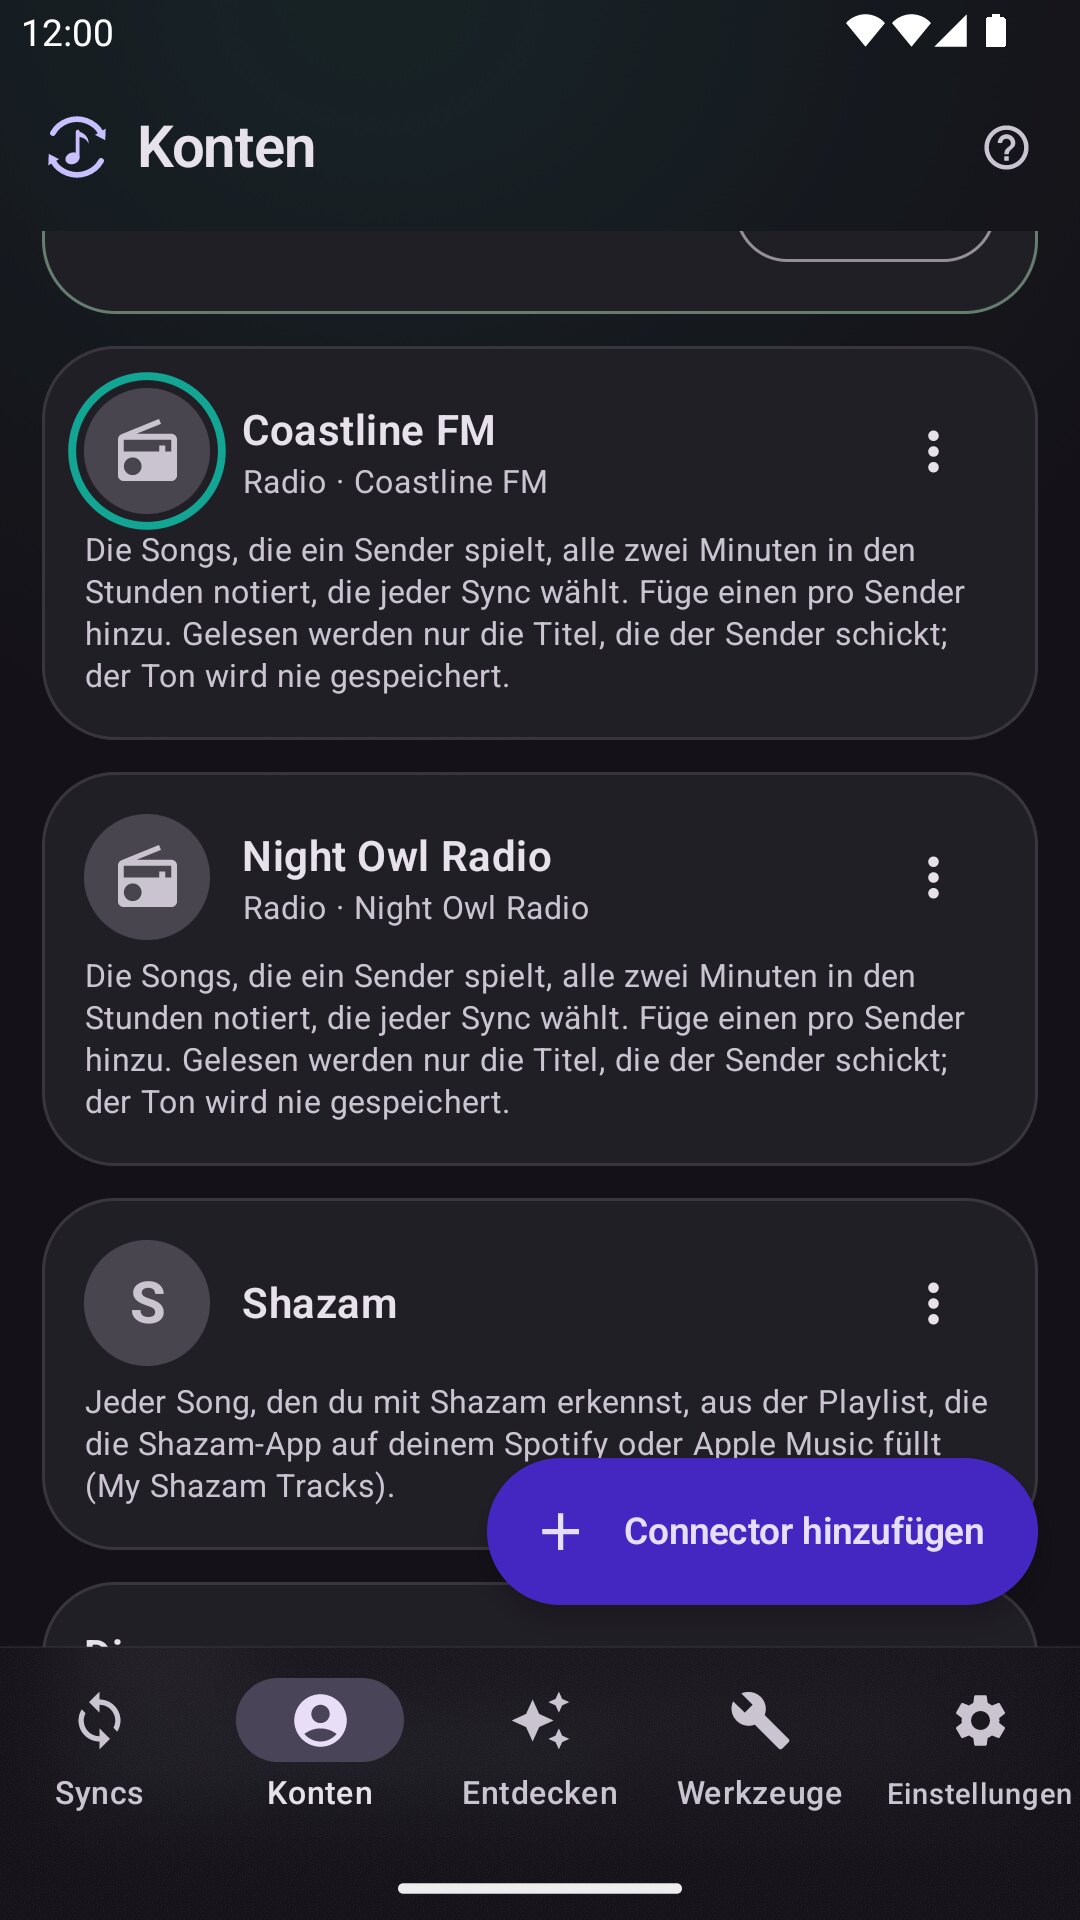 12:00
Konten
Coastline FM
Radio · Coastline FM
Die Songs, die ein Sender spielt, alle zwei Minuten in den
Stunden notiert, die jeder Sync wählt. Füge einen pro Sender
hinzu. Gelesen werden nur die Titel, die der Sender schickt;
der Ton wird nie gespeichert.
Night Owl Radio
Radio · Night Owl Radio
Die Songs, die ein Sender spielt, alle zwei Minuten in den
Stunden notiert, die jeder Sync wählt. Füge einen pro Sender
hinzu. Gelesen werden nur die Titel, die der Sender schickt;
der Ton wird nie gespeichert.
S
Shazam
Jeder Song, den du mit Shazam erkennst, aus der Playlist, die
die Shazam-App auf deinem Spotify oder Apple Music füllt
(My Shazam Tracks).
Connector hinzufügen
Syncs
Konten
Entdecken
Werkzeuge
Einstellungen